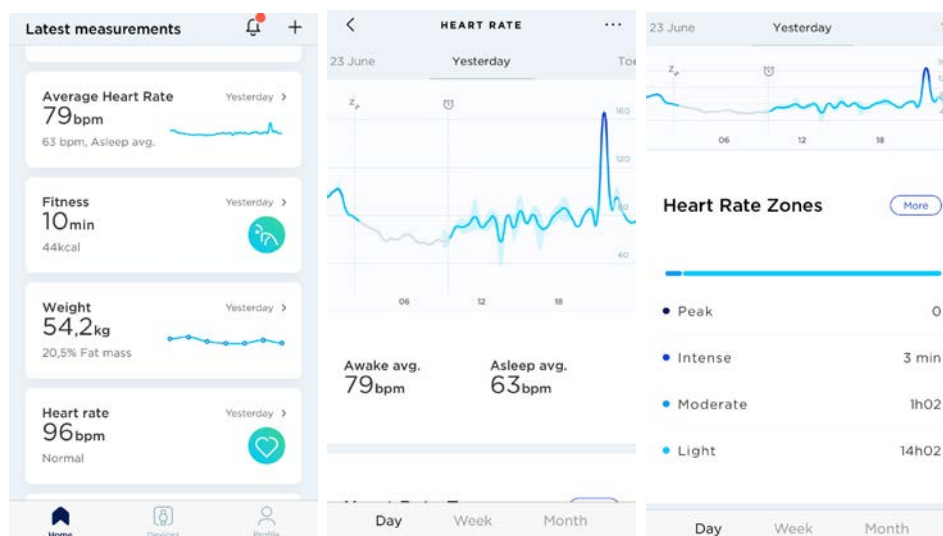 Latest measurements
Average Heart Rate
Yesterday
79bpm
63 bpm, Asleep avg.
Fitness
Yesterday
10min
44kcal
Weight
Yesterday
54,2kg
20,5% Fat mass
Heart rate
Yesterday
96bpm
Normal
Home
Devices
Profile
HEART RATE
23 June
Yesterday
160
120
80
40
06
12
18
Awake avg.
79bpm
Asleep avg.
63bpm
Day
Week
Month
23 June
Yesterday
06
12
18
Heart Rate Zones
More
Peak
0
Intense
3 min
Moderate
1h02
Light
14h02
Day
Week
Month